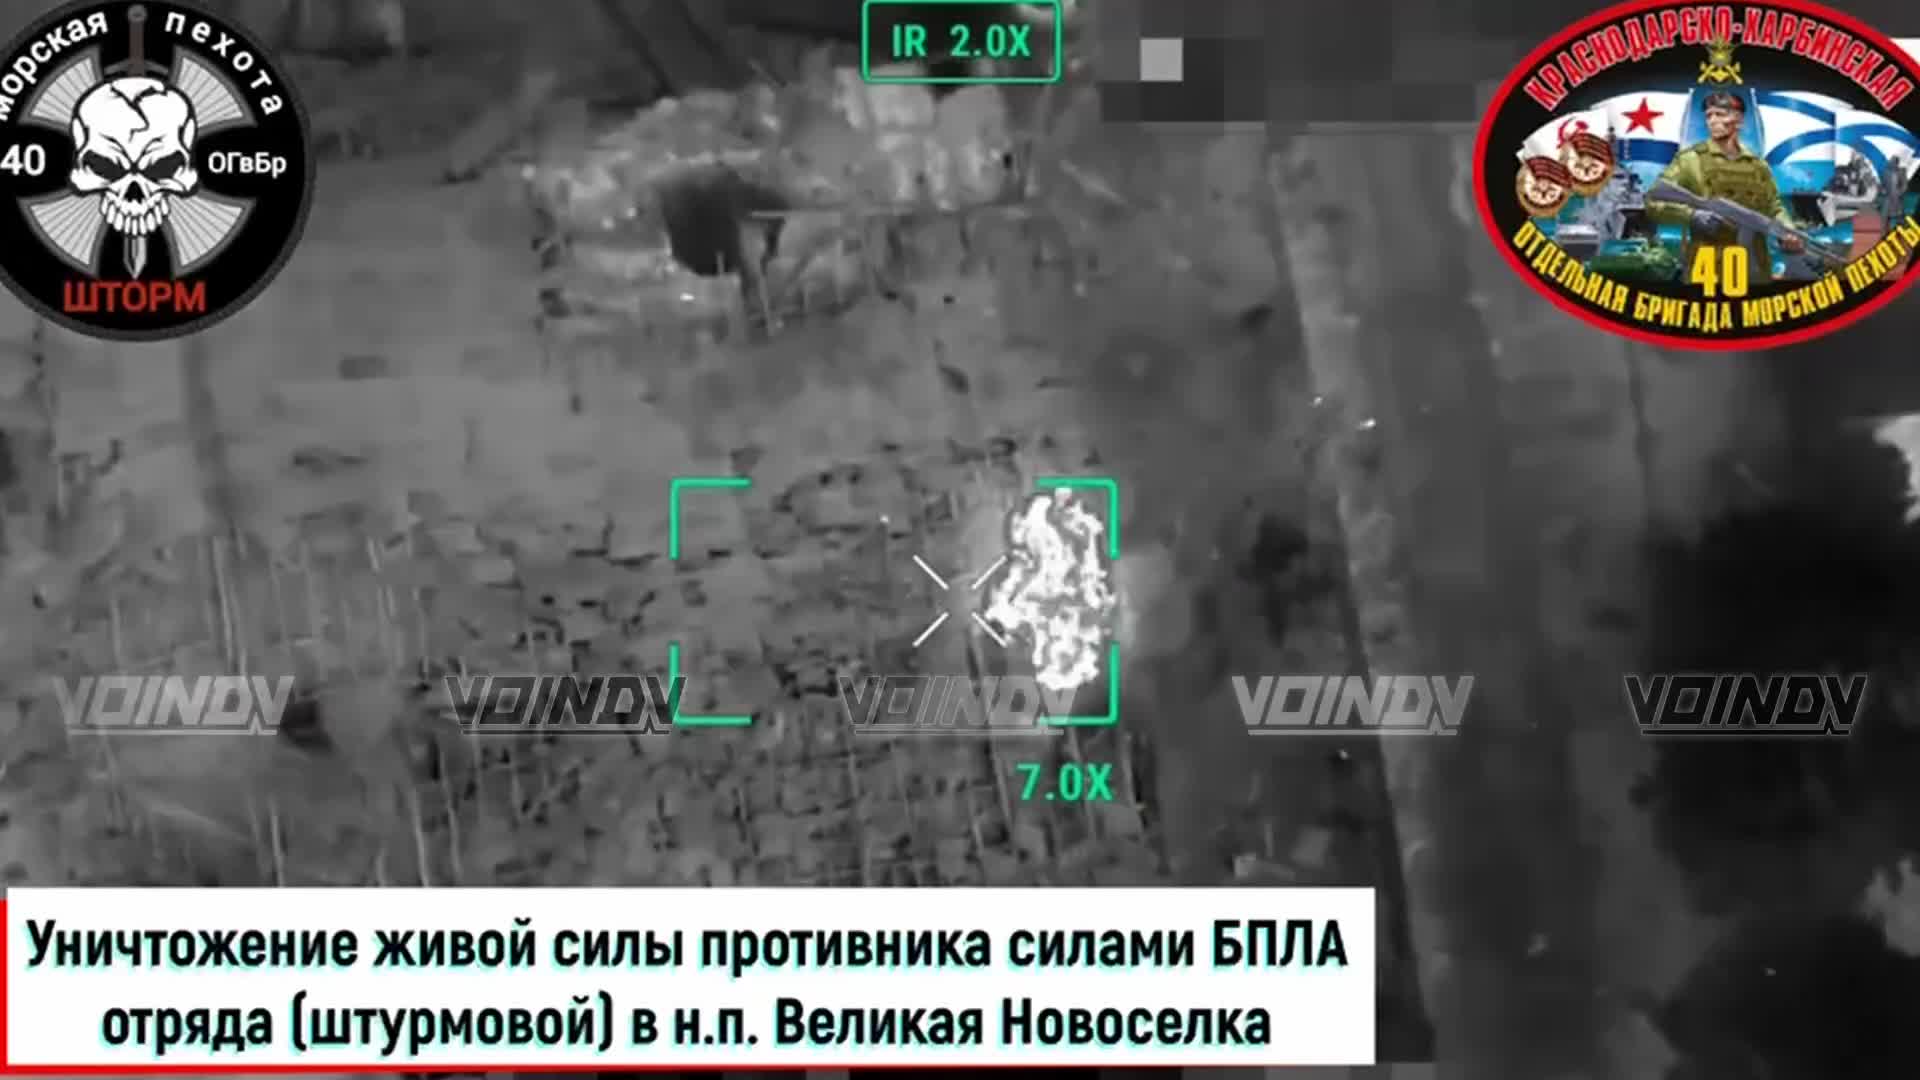 морская пехота
40 ОГвБр
ШТОРМ
IR 2.0X
КРАСНОДАРСКО-ХАРБИНСКАЯ
40
ОТДЕЛЬНАЯ БРИГАДА МОРСКОЙ ПЕХОТЫ
VOINDV VOINDV VOINDV VOINDV VOINDV
7.0X
Уничтожение живой силы противника силами БПЛА
отряда (штурмовой) в н.п. Великая Новоселка